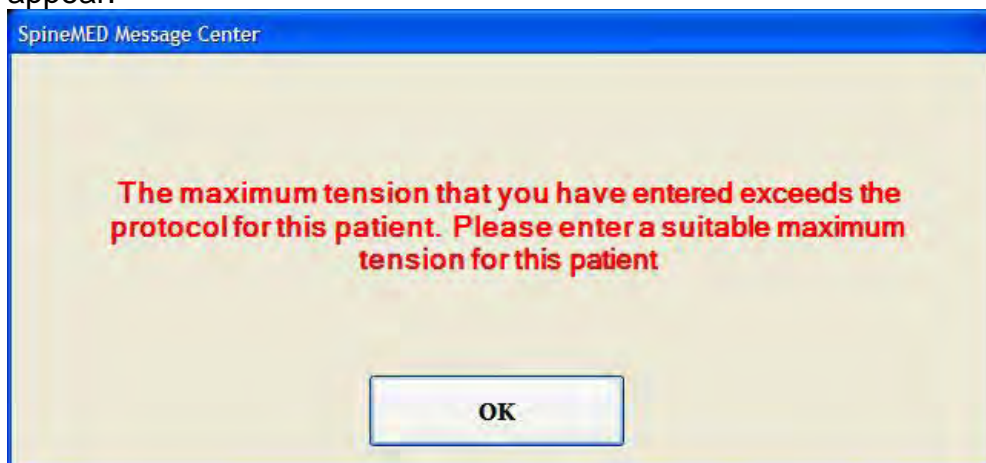 appear:
SpineMED Message Center
The maximum tension that you have entered exceeds the
protocol for this patient. Please enter a suitable maximum
tension for this patient
OK